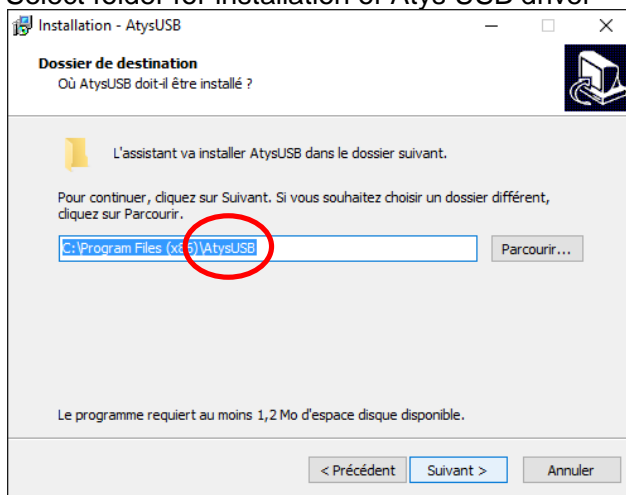 Select folder for installation of Atys USB driver
Installation - AtysUSB
Dossier de destination
Où AtysUSB doit-il être installé ?
L'assistant va installer AtysUSB dans le dossier suivant.
Pour continuer, cliquez sur Suivant. Si vous souhaitez choisir un dossier différent,
cliquez sur Parcourir.
C:\Program Files (x86)\AtysUSB
Parcourir...
Le programme requiert au moins 1,2 Mo d'espace disque disponible.
< Précédent
Suivant >
Annuler